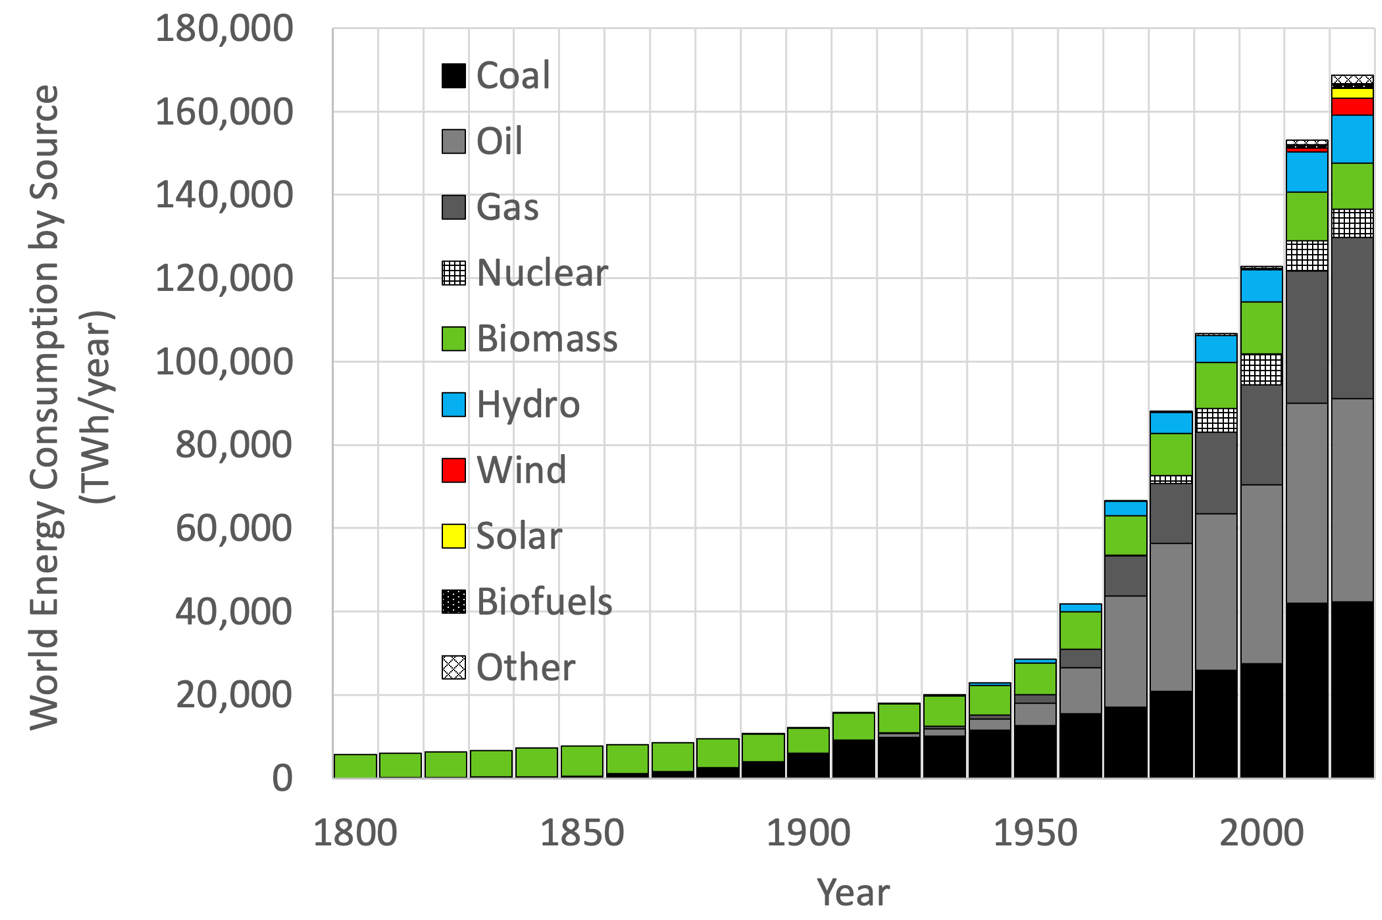 World Energy Consumption by Source
(TWh/year)
180,000
160,000
140,000
120,000
100,000
80,000
60,000
40,000
20,000
0
Coal
Oil
Gas
Nuclear
Biomass
Hydro
Wind
Solar
Biofuels
Other
1800
1850
1900
1950
2000
Year